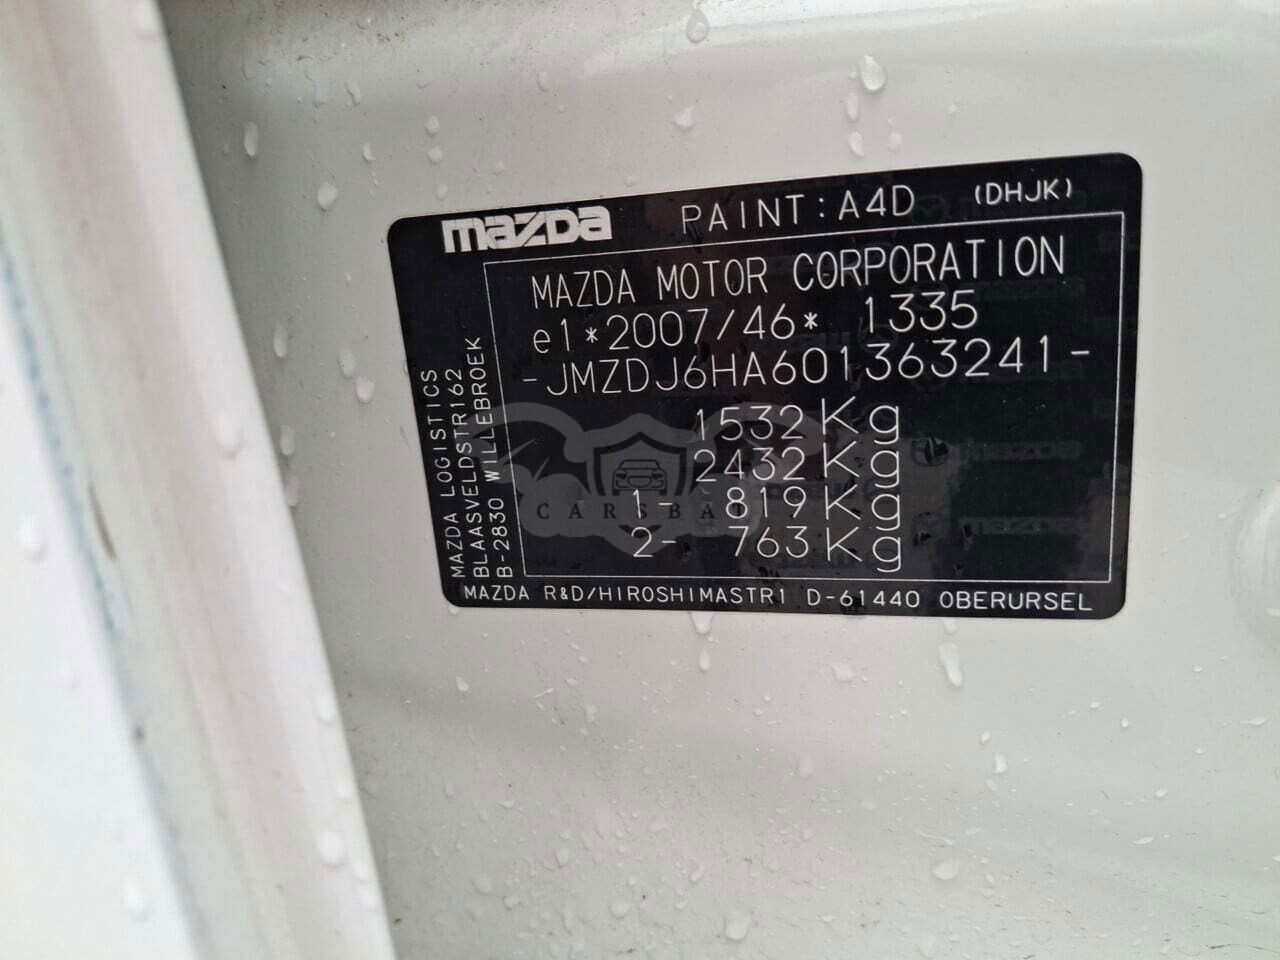 mazda PAINT:A4D (DHJK)
MAZDA MOTOR CORPORATION
e1*2007/46* 1335
-JMZDJ6HA601363241-
1532Kg
2432Kg
1- 819Kg
2- 763Kg
MAZDA LOGISTICS
BLAASVELDSTR162
B-2830 WILLEBROEK
MAZDA R&D/HIROSHIMASTR1 D-61440 OBERURSEL